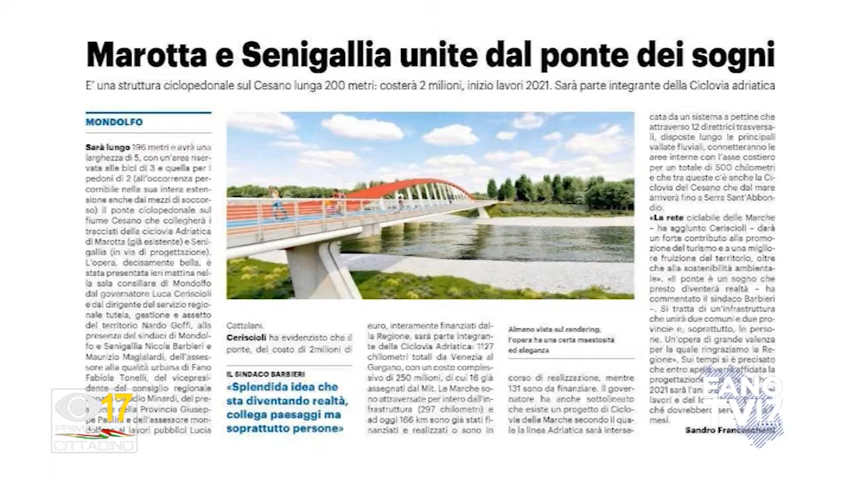 Marotta e Senigallia unite dal ponte dei sogni
E' una struttura ciclopedonale sul Cesano lunga 200 metri: costerà 2 milioni, inizio lavori 2021. Sarà parte integrante della Ciclovia adriatica
MONDOLFO
Sarà lungo 196 metri e avrà una
larghezza di 5, con un'area riser-
vata alle bici di 3 e quella per i
pedoni di 2 (all'occorrenza per-
corribile nella sua intera esten-
sione anche dai mezzi di soccor-
so) il ponte ciclopedonale sul
fiume Cesano che collegherà i
tracciati della ciclovia Adriatica
di Marotta (già esistente) e Seni-
gallia (in vis di progettazione).
L'opera, decisamente bella, è
stata presentata ieri mattina nel-
la sala consiliare di Mondolfo
dal governatore Luca Ceriscioli
e dai dirigente del servizio regio-
nale tutela, gestione e assetto
del territorio Nardo Goffi, alla
presenza dei sindaci di Mondol-
fo e Senigallia Nicola Barbieri e
Maurizio Mangialardi, dell'asses-
sore alla qualità urbana di Fano
Fabiola Tonelli, del vicepresi-
dente del consiglio regionale
Minardi, del
della Provincia Giusep-
pe e dell'assessore
ai lavori pubblici Lucia
Cattalani.
Ceriscioli ha evidenziato che il
ponte, del costo di 2milioni di
IL SINDACO BARBIERI
«Splendida idea che
sta diventando realtà,
collega paesaggi ma
soprattutto persone»
euro, interamente finanziati dal-
la Regione, sarà parte integran-
te della Ciclovia Adriatica: 1127
chilometri totali da Venezia al
Gargano, con un costo comples-
sivo di 250 milioni, di cui 16 già
assegnati dal Mit. Le Marche so-
no attraversate per intero dall'in-
frastruttura (297 chilometri) e
ad oggi 166 km sono già stati fi-
nanziati e realizzati o sono in
Almeno vista sul rendering,
l'opera ha una certa maestosità
ed eleganza
corso di realizzazione, mentre
131 sono da finanziare. Il gover-
natore ha anche sottolineato
che esiste un progetto di Ciclo-
vie delle Marche secondo il qua-
le la linea Adriatica sarà interse-
cata da un sistema a pettine che
attraverso 12 direttrici trasversa-
li, disposte lungo le principali
vallate fluviali, connetteranno le
aree interne con l'asse costiero
per un totale di 500 chilometri
e che tra queste c'è anche la Ci-
clovia del Cesano che dal mare
arriverà fino a Serra Sant'Abbon-
dio.
«La rete ciclabile delle Marche
– ha aggiunto Ceriscioli – darà
un forte contributo alla promo-
zione del turismo e a una miglio-
re fruizione del territorio, oltre
che alla sostenibilità ambienta-
le». «Il ponte è un sogno che
presto diventerà realtà – ha
commentato il sindaco Barbieri
–. Si tratta di un'infrastruttura
che unirà due comuni e due pro-
vincie e, soprattutto, le perso-
ne. Un'opera di grande valenza
per la quale ringraziamo la Re-
gione». Sui tempi si è precisato
che entro affidata la
progettazione
2021 sarà
lavori e
dovrebbero
mesi.
Sandro Franceschetti
17
PRIMO
CITTADINO
FANO
TV 17